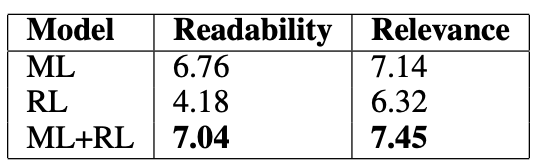 Model Readability Relevance
ML 6.76 7.14
RL 4.18 6.32
ML+RL 7.04 7.45